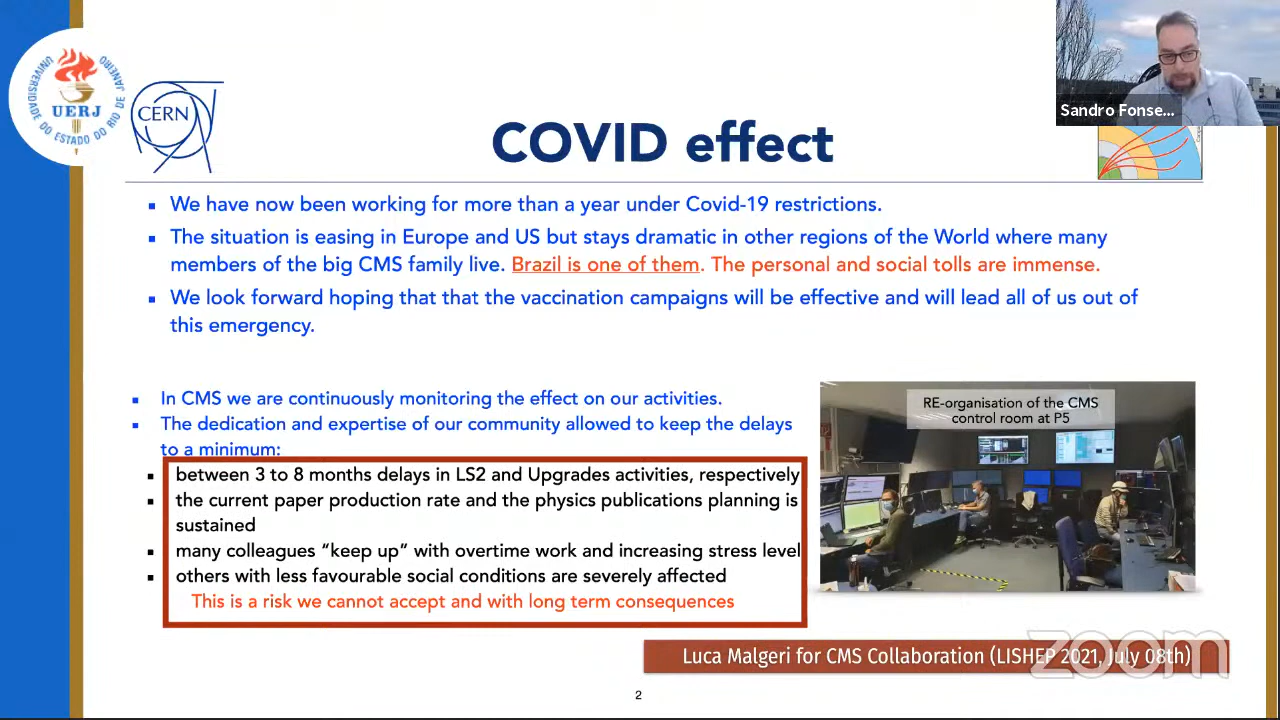 UNIVERSIDADE DO ESTADO DO RIO DE JANEIRO
UERJ
CERN
Sandro Fonse...
COVID effect
We have now been working for more than a year under Covid-19 restrictions.
The situation is easing in Europe and US but stays dramatic in other regions of the World where many
members of the big CMS family live. Brazil is one of them. The personal and social tolls are immense.
We look forward hoping that that the vaccination campaigns will be effective and will lead all of us out of
this emergency.
In CMS we are continuously monitoring the effect on our activities.
The dedication and expertise of our community allowed to keep the delays
to a minimum:
between 3 to 8 months delays in LS2 and Upgrades activities, respectively
the current paper production rate and the physics publications planning is
sustained
many colleagues “keep up” with overtime work and increasing stress level
others with less favourable social conditions are severely affected
This is a risk we cannot accept and with long term consequences
RE-organisation of the CMS
control room at P5
Luca Malgeri for CMS Collaboration (LISHEP 2021, July 08th)
zoom
2